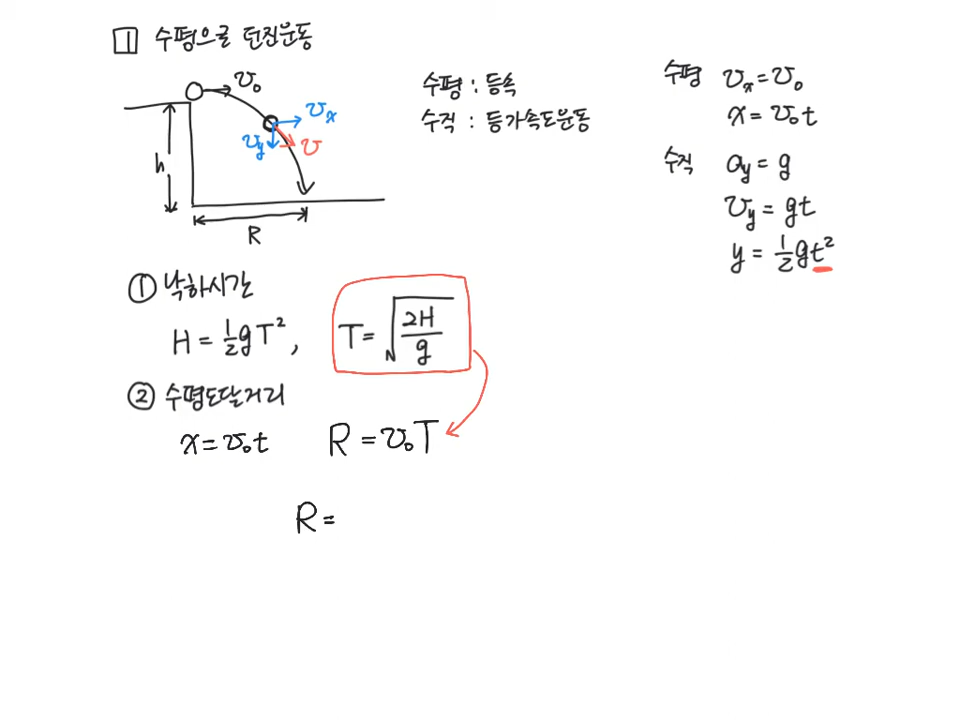 1 수평으로 던진운동
v₀
수평 : 등속
수직 : 등가속도운동
수평 vₓ = v₀
x = v₀t
수직 a_y = g
v_y = gt
y = ½gt²
vₓ
v_y
v
h
R
① 낙하시간
H = ½gT², T = √(2H/g)
② 수평도달거리
x = v₀t R = v₀T
R =